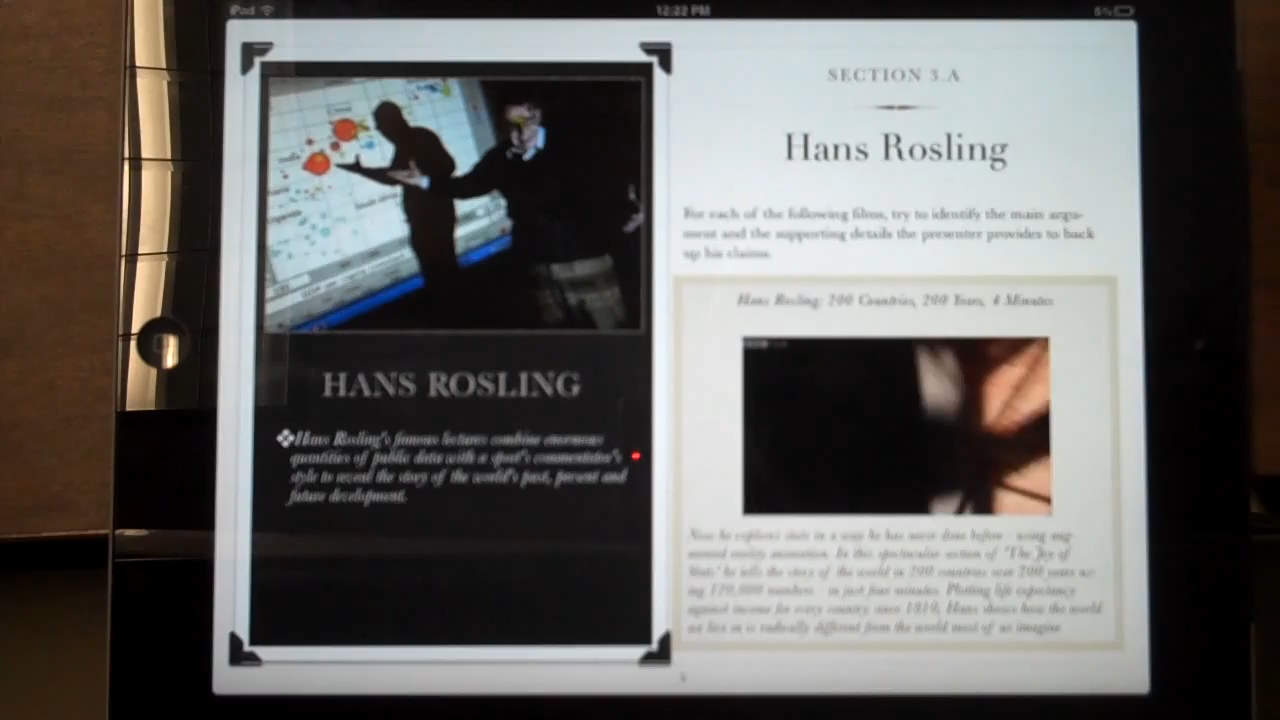 iPod
12:22 PM
6%
China
India
HANS ROSLING
Hans Rosling's famous lectures combine enormous
quantities of public data with a sport's commentator's
style to reveal the story of the world's past, present and
future development.
SECTION 3.A
Hans Rosling
For each of the following films, try to identify the main argu-
ment and the supporting details the presenter provides to back
up his claims.
Hans Rosling: 200 Countries, 200 Years, 4 Minutes
Now he explores stats in a way he has never done before - using aug-
mented reality animation. In this spectacular section of 'The Joy of
Stats' he tells the story of the world in 200 countries over 200 years us-
ing 120,000 numbers - in just four minutes. Plotting life expectancy
against income for every country since 1810, Hans shows how the world
we live in is radically different from the world most of us imagine